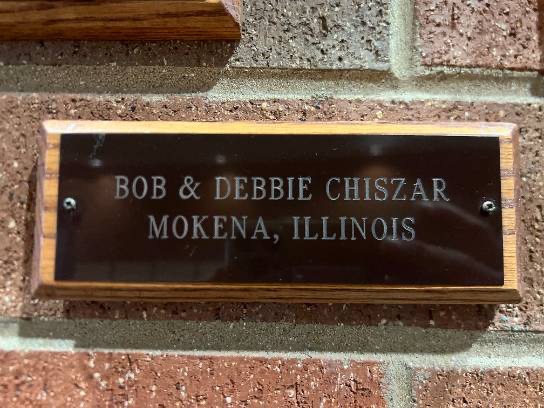 BOB & DEBBIE CHISZAR
MOKENA, ILLINOIS